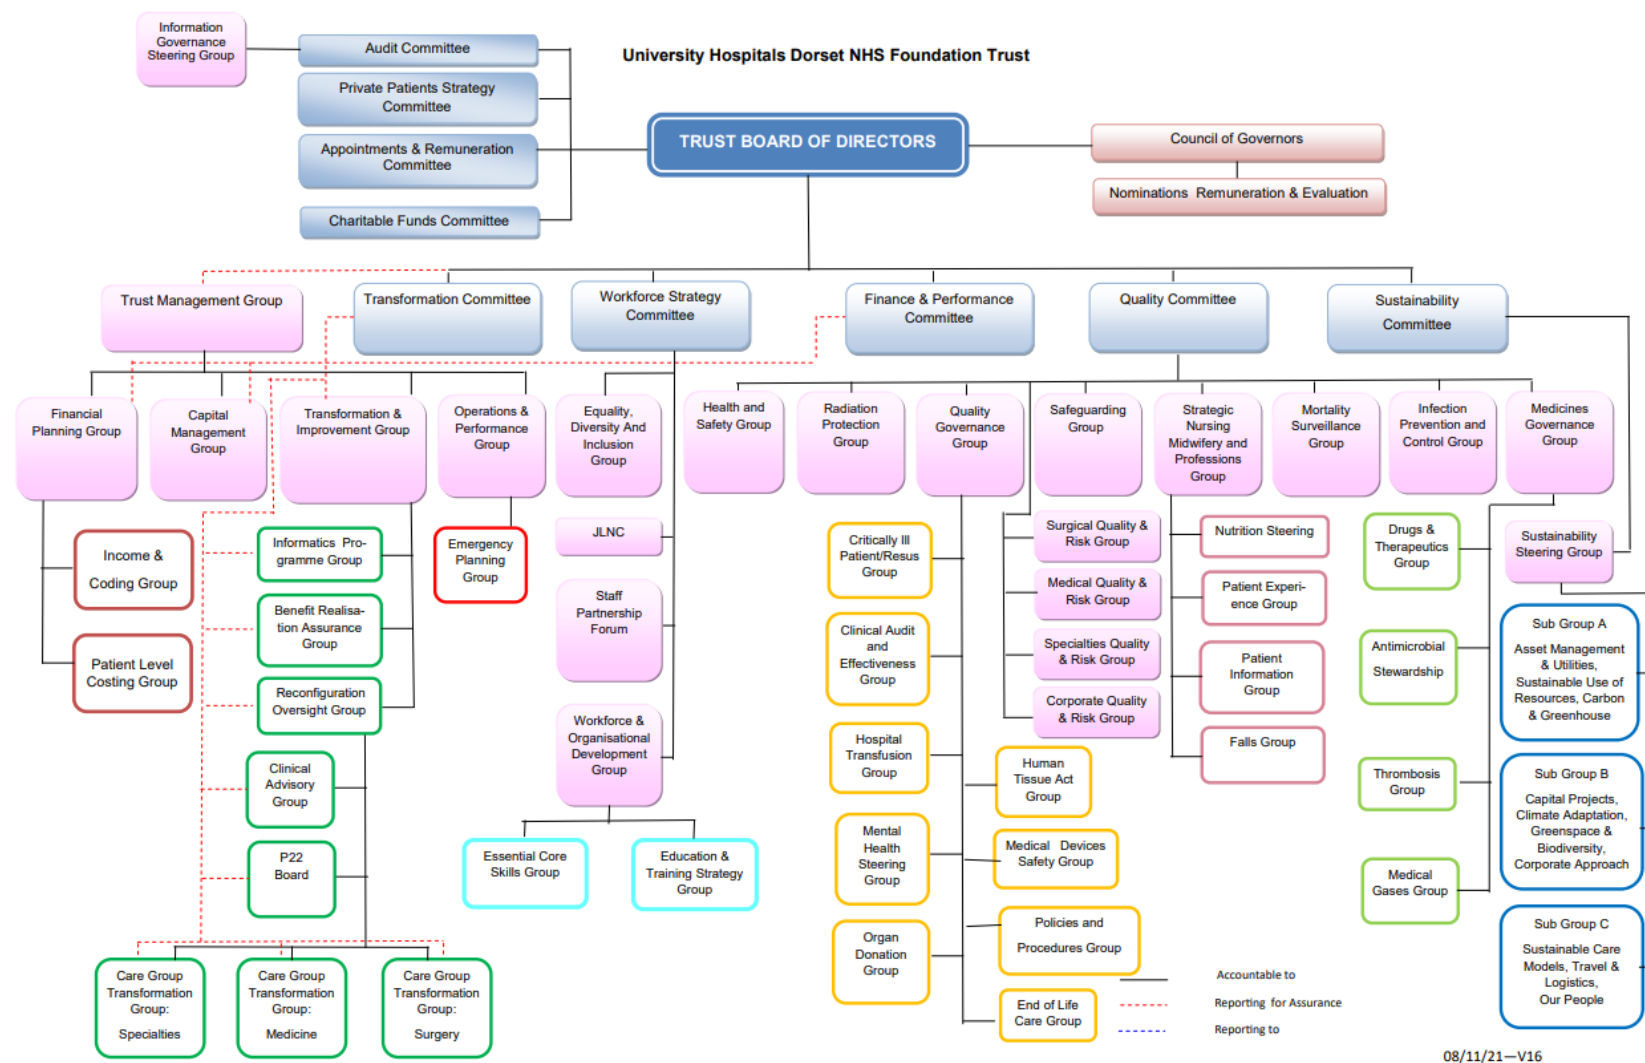 Information
Governance
Steering Group
Audit Committee
University Hospitals Dorset NHS Foundation Trust
Private Patients Strategy
Committee
TRUST BOARD OF DIRECTORS
Council of Governors
Appointments & Remuneration
Committee
Nominations  Remuneration & Evaluation
Charitable Funds Committee
Trust Management Group
Transformation Committee
Workforce Strategy
Committee
Finance & Performance
Committee
Quality Committee
Sustainability
Committee
Financial
Planning Group
Capital
Management
Group
Transformation &
Improvement Group
Operations &
Performance
Group
Equality,
Diversity And
Inclusion
Group
Health and
Safety Group
Radiation
Protection
Group
Quality
Governance
Group
Safeguarding
Group
Strategic
Nursing
Midwifery and
Professions
Group
Mortality
Surveillance
Group
Infection
Prevention and
Control Group
Medicines
Governance
Group
Income &
Coding Group
Patient Level
Costing Group
Informatics  Pro-
gramme Group
Benefit Realisa-
tion Assurance
Group
Reconfiguration
Oversight Group
Clinical
Advisory
Group
P22
Board
Care Group
Transformation
Group:
Specialties
Care Group
Transformation
Group:
Medicine
Care Group
Transformation
Group:
Surgery
Emergency
Planning
Group
JLNC
Staff
Partnership
Forum
Workforce &
Organisational
Development
Group
Essential Core
Skills Group
Education &
Training Strategy
Group
Critically Ill
Patient/Resus
Group
Clinical Audit
and
Effectiveness
Group
Hospital
Transfusion
Group
Mental
Health
Steering
Group
Organ
Donation
Group
Human
Tissue Act
Group
Medical  Devices
Safety Group
Policies and
Procedures Group
End of Life
Care Group
Surgical Quality &
Risk Group
Medical Quality &
Risk Group
Specialties Quality
& Risk Group
Corporate Quality
& Risk Group
Nutrition Steering
Patient Experi-
ence Group
Patient
Information
Group
Falls Group
Drugs &
Therapeutics
Group
Antimicrobial
Stewardship
Thrombosis
Group
Medical
Gases Group
Sustainability
Steering Group
Sub Group A
Asset Management
& Utilities,
Sustainable Use of
Resources, Carbon
& Greenhouse
Sub Group B
Capital Projects,
Climate Adaptation,
Greenspace &
Biodiversity,
Corporate Approach
Sub Group C
Sustainable Care
Models, Travel &
Logistics,
Our People
Accountable to
Reporting for Assurance
Reporting to
08/11/21—V16